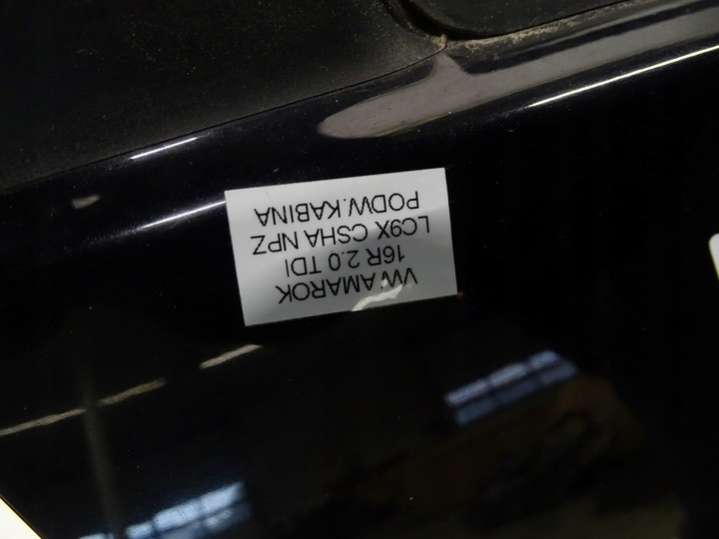 VW AMAROK
16R 2.0 TDI
LC9X CSHA NPZ
PODW.KABINA